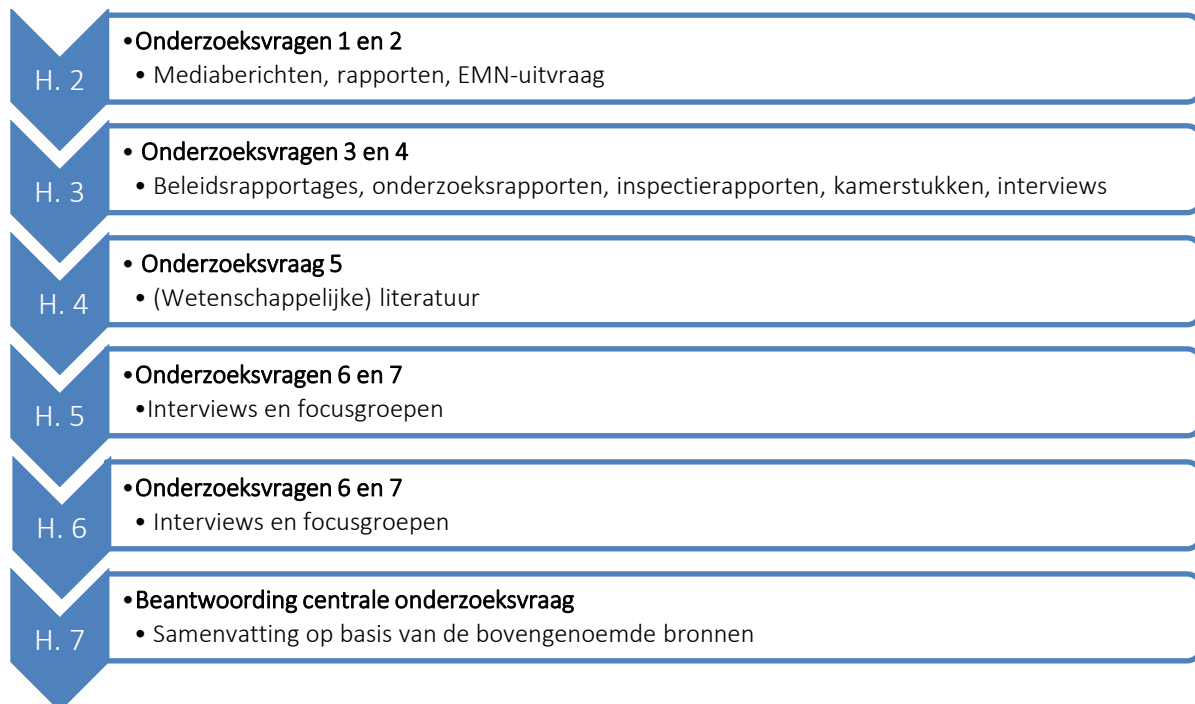 H. 2
•Onderzoeksvragen 1 en 2
• Mediaberichten, rapporten, EMN-uitvraag
H. 3
• Onderzoeksvragen 3 en 4
• Beleidsrapportages, onderzoeksrapporten, inspectierapporten, kamerstukken, interviews
H. 4
• Onderzoeksvraag 5
• (Wetenschappelijke) literatuur
H. 5
•Onderzoeksvragen 6 en 7
•Interviews en focusgroepen
H. 6
•Onderzoeksvragen 6 en 7
• Interviews en focusgroepen
H. 7
•Beantwoording centrale onderzoeksvraag
• Samenvatting op basis van de bovengenoemde bronnen